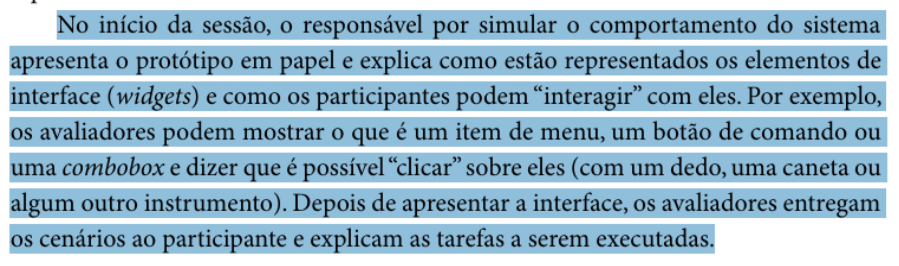 No início da sessão, o responsável por simular o comportamento do sistema
apresenta o protótipo em papel e explica como estão representados os elementos de
interface (widgets) e como os participantes podem “interagir” com eles. Por exemplo,
os avaliadores podem mostrar o que é um item de menu, um botão de comando ou
uma combobox e dizer que é possível “clicar” sobre eles (com um dedo, uma caneta ou
algum outro instrumento). Depois de apresentar a interface, os avaliadores entregam
os cenários ao participante e explicam as tarefas a serem executadas.